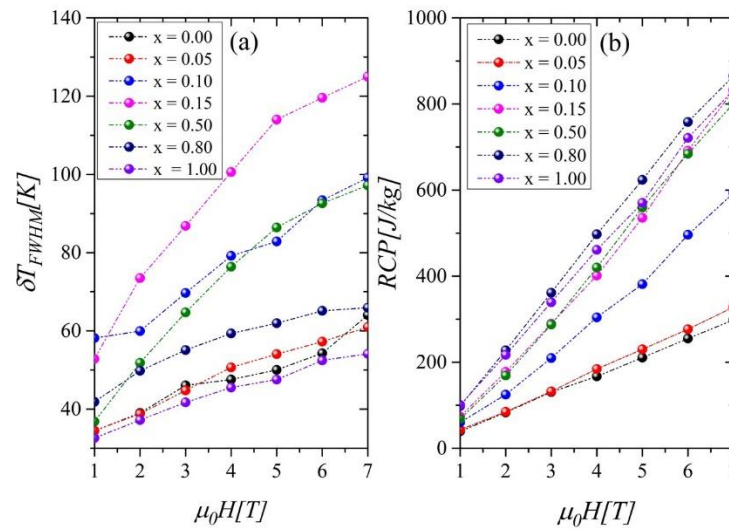 (a)
x = 0.00
x = 0.05
x = 0.10
x = 0.15
x = 0.50
x = 0.80
x = 1.00
140
120
100
80
60
40
δT_FWHM[K]
1 2 3 4 5 6 7
μ₀H[T]
(b)
x = 0.00
x = 0.05
x = 0.10
x = 0.15
x = 0.50
x = 0.80
x = 1.00
1000
800
600
400
200
0
RCP[J/kg]
1 2 3 4 5 6
μ₀H[T]